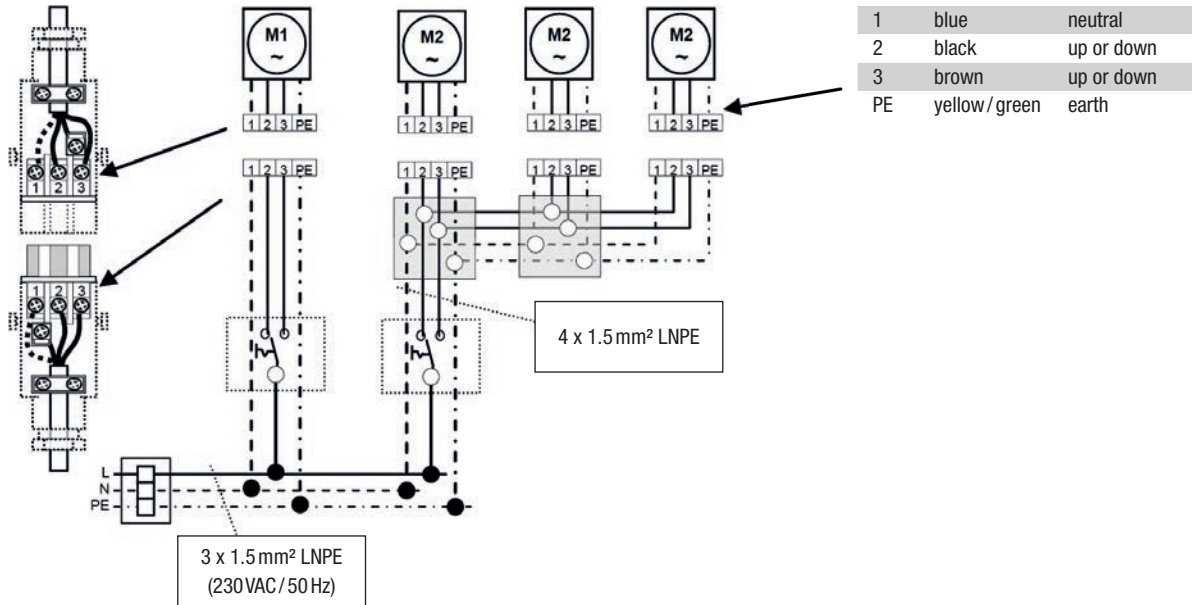 M1
~
M2
~
M2
~
M2
~
1 blue neutral
2 black up or down
3 brown up or down
PE yellow/green earth
1 2 3 PE
1 2 3 PE
1 2 3 PE
1 2 3 PE
1 2 3
1 2 3 PE
1 2 3 PE
1 2 3 PE
1 2 3 PE
1 2 3
4 x 1.5 mm² LNPE
L
N
PE
3 x 1.5 mm² LNPE
(230 VAC / 50 Hz)